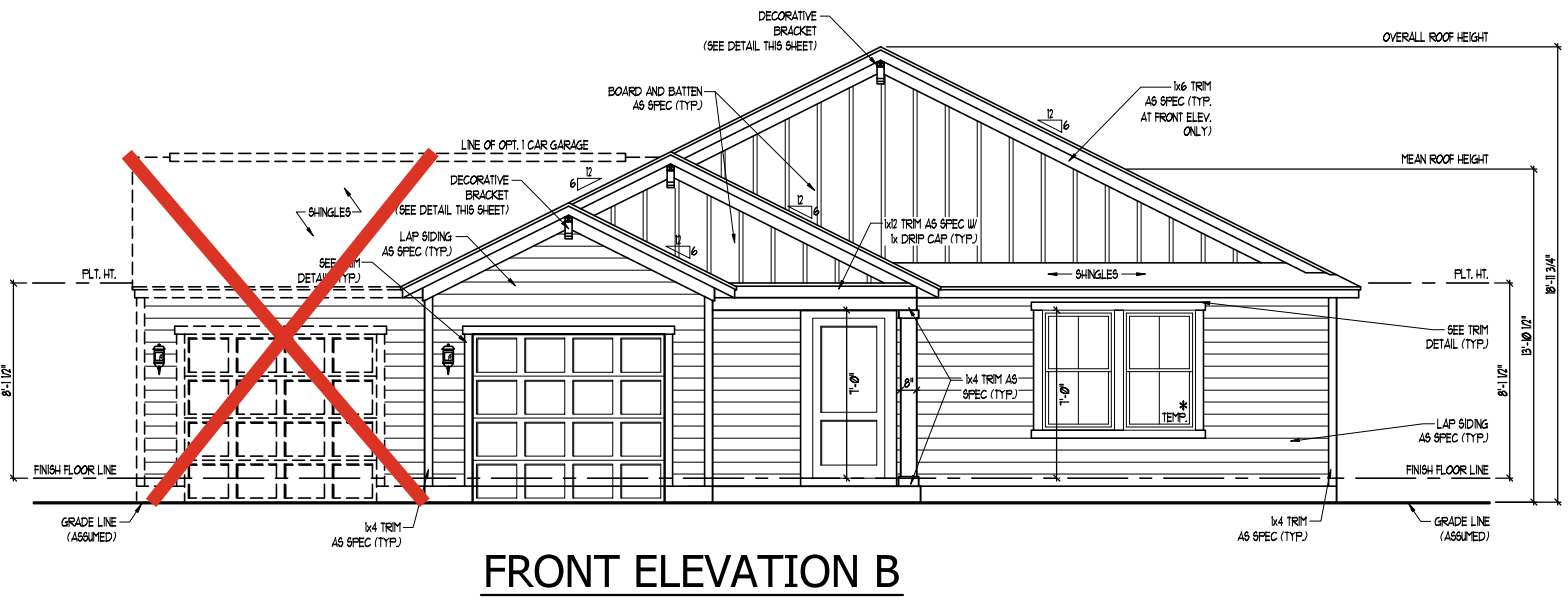 DECORATIVE
BRACKET
(SEE DETAIL THIS SHEET)
OVERALL ROOF HEIGHT
BOARD AND BATTEN
AS SPEC (TYP.)
1x6 TRIM
AS SPEC (TYP.
AT FRONT ELEV.
ONLY)
12
6
LINE OF OPT. 1 CAR GARAGE
MEAN ROOF HEIGHT
12
6
DECORATIVE
BRACKET
(SEE DETAIL THIS SHEET)
SHINGLES
12
6
1x12 TRIM AS SPEC W/
1x DRIP CAP (TYP.)
LAP SIDING
AS SPEC (TYP.)
12
6
SEE TRIM
DETAIL (TYP.)
PLT. HT.
SHINGLES
PLT. HT.
18'-11 3/4"
13'-10 1/2"
8'-1 1/2"
8'-1 1/2"
SEE TRIM
DETAIL (TYP.)
7'-0"
8"
1x4 TRIM AS
SPEC (TYP.)
7'-0"
TEMP.*
LAP SIDING
AS SPEC (TYP.)
FINISH FLOOR LINE
FINISH FLOOR LINE
GRADE LINE
(ASSUMED)
1x4 TRIM
AS SPEC (TYP.)
1x4 TRIM
AS SPEC (TYP.)
GRADE LINE
(ASSUMED)
FRONT ELEVATION B